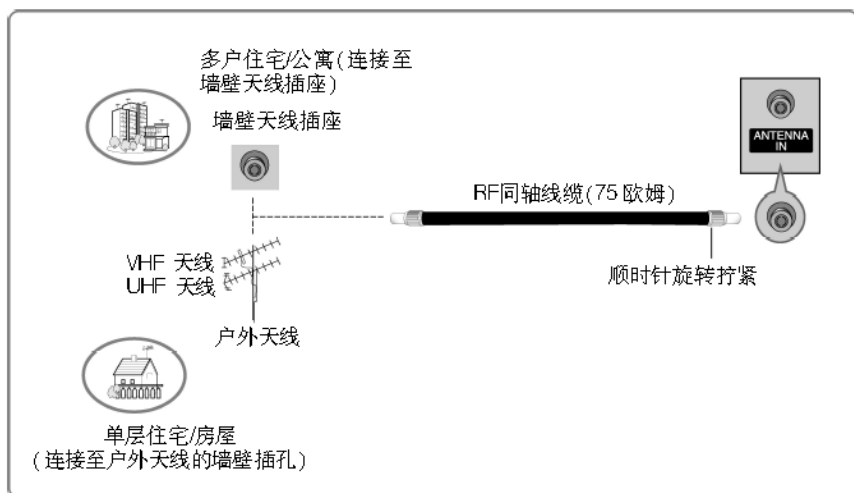 多户住宅/公寓(连接至
墙壁天线插座)
墙壁天线插座
ANTENNA
IN
RF同轴线缆(75 欧姆)
VHF 天线
UHF 天线
顺时针旋转拧紧
户外天线
单层住宅/房屋
(连接至户外天线的墙壁插孔)